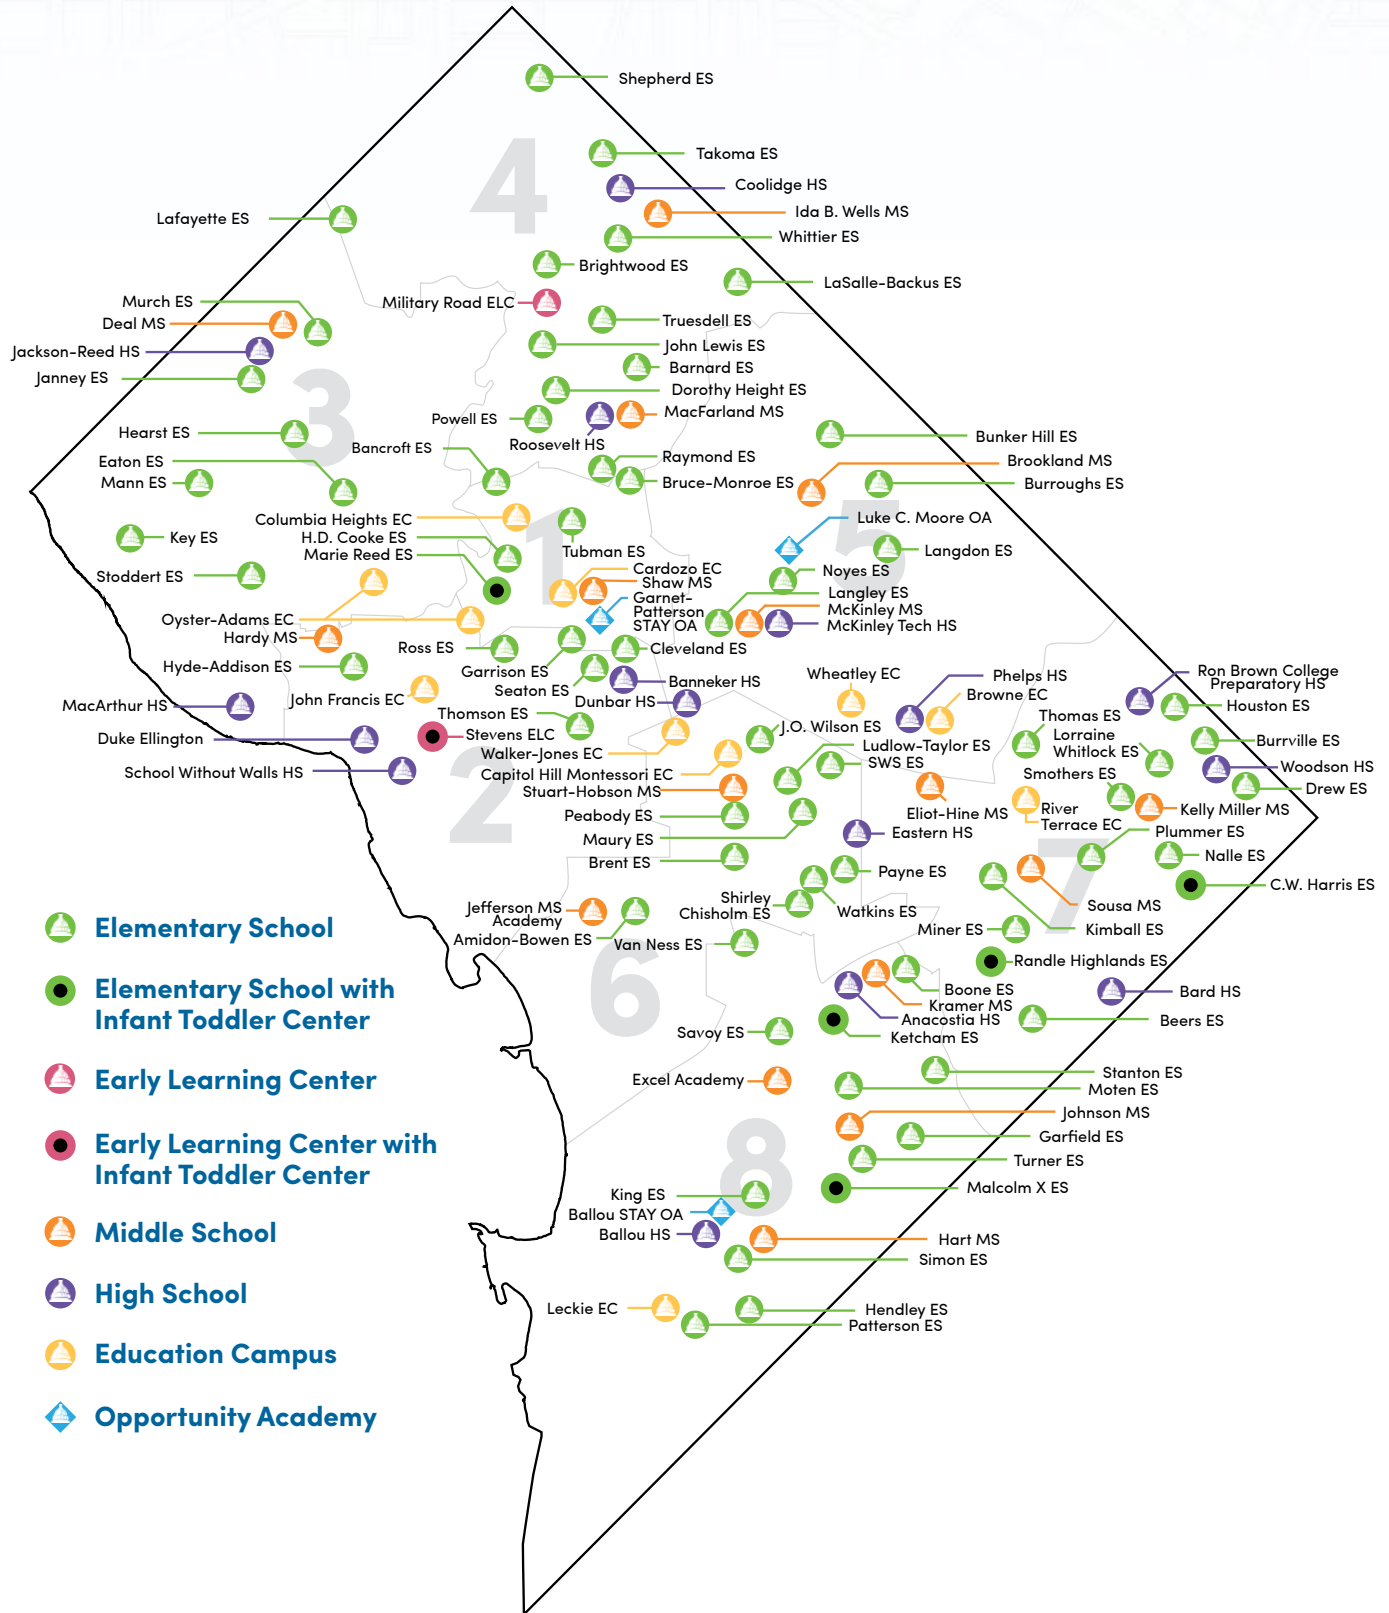 Shepherd ES
4
Takoma ES
Coolidge HS
Ida B. Wells MS
Lafayette ES
Whittier ES
Brightwood ES
LaSalle-Backus ES
Murch ES
Military Road ELC
Deal MS
Truesdell ES
Jackson-Reed HS
John Lewis ES
Barnard ES
Janney ES
3
Dorothy Height ES
Powell ES
MacFarland MS
Hearst ES
Roosevelt HS
Bunker Hill ES
Bancroft ES
Raymond ES
Brookland MS
Eaton ES
Mann ES
Bruce-Monroe ES
Burroughs ES
5
Columbia Heights EC
Luke C. Moore OA
Key ES
H.D. Cooke ES
1
Tubman ES
Langdon ES
Marie Reed ES
Stoddert ES
Cardozo EC
Noyes ES
Shaw MS
Garnet-
Patterson
STAY OA
Langley ES
McKinley MS
McKinley Tech HS
Oyster-Adams EC
Hardy MS
Ross ES
Cleveland ES
Hyde-Addison ES
Garrison ES
Wheatley EC
Phelps HS
Ron Brown College
Preparatory HS
Seaton ES
Banneker HS
Browne EC
John Francis EC
Dunbar HS
MacArthur HS
Houston ES
Thomson ES
Thomas ES
J.O. Wilson ES
Stevens ELC
Lorraine
Whitlock ES
Duke Ellington
Burrville ES
Ludlow-Taylor ES
Walker-Jones EC
2
SWS ES
School Without Walls HS
Capitol Hill Montessori EC
Smothers ES
Woodson HS
Stuart-Hobson MS
Drew ES
Peabody ES
Eliot-Hine MS
River
Terrace EC
Kelly Miller MS
Maury ES
Eastern HS
Plummer ES
7
Brent ES
Nalle ES
Payne ES
C.W. Harris ES
Shirley
Chisholm ES
Watkins ES
Sousa MS
Jefferson MS
Academy
Kimball ES
Miner ES
Amidon-Bowen ES
Van Ness ES
6
Randle Highlands ES
Boone ES
Bard HS
Kramer MS
Anacostia HS
Beers ES
Savoy ES
Ketcham ES
Excel Academy
Stanton ES
Moten ES
Johnson MS
8
Garfield ES
Turner ES
King ES
Malcolm X ES
Ballou STAY OA
Ballou HS
Hart MS
Simon ES
Leckie EC
Hendley ES
Patterson ES
Elementary School
Elementary School with
Infant Toddler Center
Early Learning Center
Early Learning Center with
Infant Toddler Center
Middle School
High School
Education Campus
Opportunity Academy